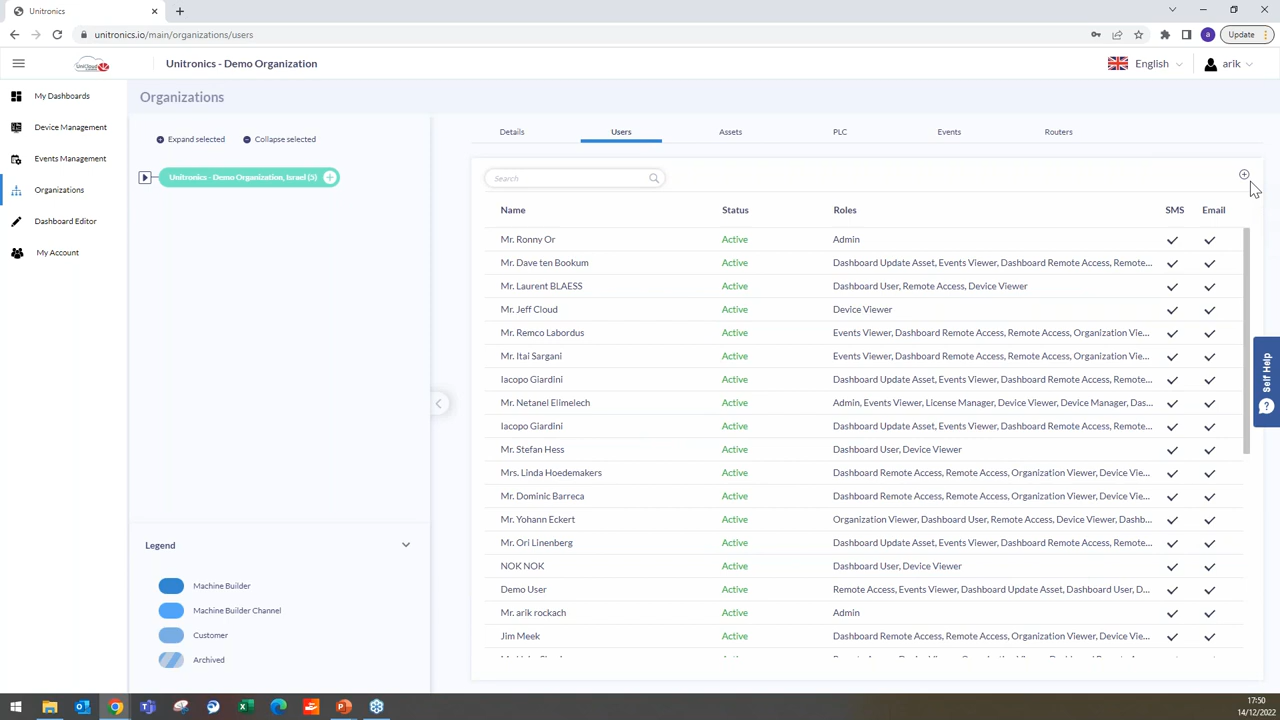 Unitronics
Update
unitronics.io/main/organizations/users
a
UniCloud
Unitronics - Demo Organization
English
arik
My Dashboards
Device Management
Events Management
Organizations
Dashboard Editor
My Account
Organizations
Expand selected
Collapse selected
Unitronics - Demo Organization, Israel (5)
Details
Users
Assets
PLC
Events
Routers
Search
Name Status Roles SMS Email
Mr. Ronny Or Active Admin
Mr. Dave ten Bookum Active Dashboard Update Asset, Events Viewer, Dashboard Remote Access, Remote...
Mr. Laurent BLAESS Active Dashboard User, Remote Access, Device Viewer
Mr. Jeff Cloud Active Device Viewer
Mr. Remco Labordus Active Events Viewer, Dashboard Remote Access, Remote Access, Organization Vie...
Mr. Itai Sargani Active Events Viewer, Dashboard Remote Access, Remote Access, Organization Vie...
Iacopo Giardini Active Dashboard Update Asset, Events Viewer, Dashboard Remote Access, Remote...
Mr. Netanel Elimelech Active Admin, Events Viewer, License Manager, Device Viewer, Device Manager, Das...
Iacopo Giardini Active Dashboard Update Asset, Events Viewer, Dashboard Remote Access, Remote...
Mr. Stefan Hess Active Dashboard User, Device Viewer
Mrs. Linda Hoedemakers Active Dashboard Remote Access, Remote Access, Organization Viewer, Device Vie...
Mr. Dominic Barreca Active Dashboard Remote Access, Remote Access, Organization Viewer, Device Vie...
Mr. Yohann Eckert Active Organization Viewer, Dashboard User, Remote Access, Device Viewer, Dashb...
Mr. Ori Linenberg Active Dashboard Update Asset, Events Viewer, Dashboard Remote Access, Remote...
NOK NOK Active Dashboard User, Device Viewer
Demo User Active Remote Access, Events Viewer, Dashboard Update Asset, Dashboard User, D...
Mr. arik rockach Active Admin
Jim Meek Active Dashboard Remote Access, Remote Access, Organization Viewer, Device Vie...
Self Help
Legend
Machine Builder
Machine Builder Channel
Customer
Archived
17:50
14/12/2022